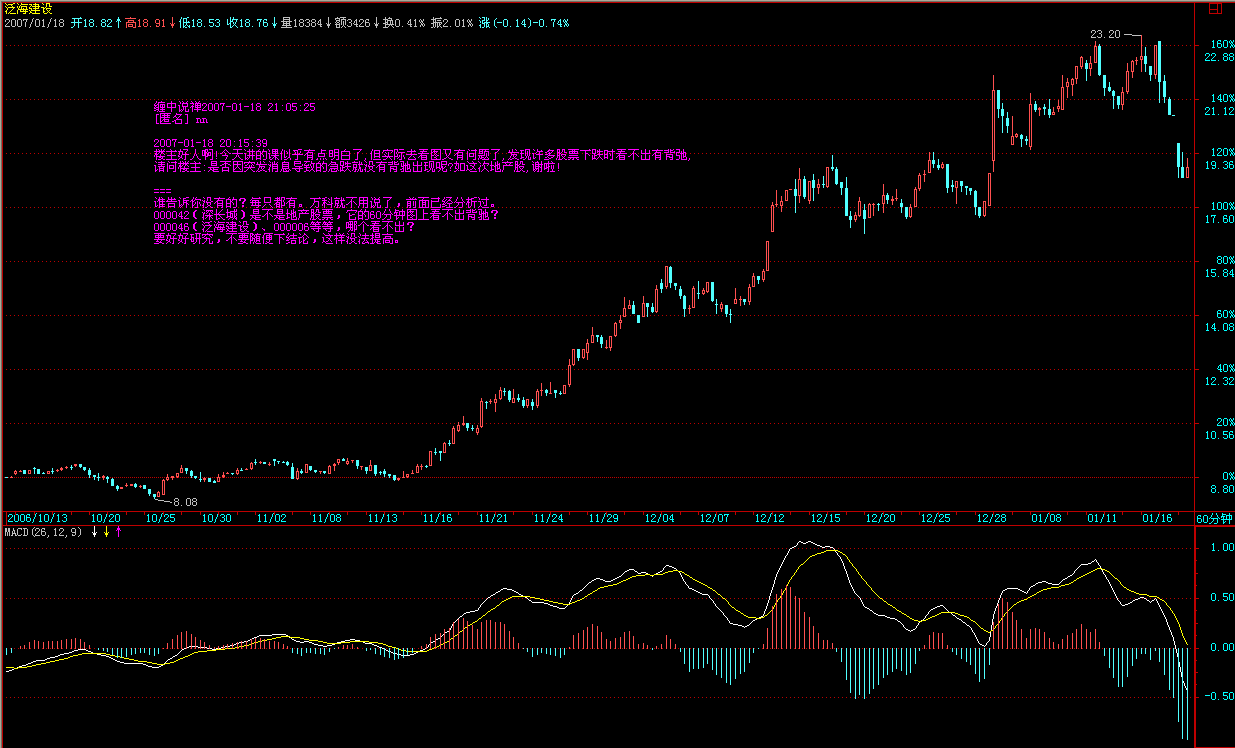 泛海建设
2007/01/18 开18.82↑高18.91↓低18.53 收18.76↓量18384↓额3426↓换0.41% 振2.01% 涨(-0.14)-0.74%
23.20
160%
22.88
缠中说禅2007-01-18 21:05:25
[匿名] nn
140%
21.12
2007-01-18 20:15:39
楼主好人啊!今天讲的课似乎有点明白了,但实际去看图又有问题了,发现许多股票下跌时看不出有背弛,
请问楼主:是否因突发消息导致的急跌就没有背弛出现呢?如这次地产股,谢啦!
120%
19.36
===
谁告诉你没有的？每只都有。万科就不用说了，前面已经分析过。
000042（深长城）是不是地产股票，它的60分钟图上看不出背驰？
000046（泛海建设）、000006等等，哪个看不出？
要好好研究，不要随便下结论，这样没法提高。
100%
17.60
80%
15.84
60%
14.08
40%
12.32
20%
10.56
0%
8.80
8.08
2006/10/13 10/20 10/25 10/30 11/02 11/08 11/13 11/16 11/21 11/24 11/29 12/04 12/07 12/12 12/15 12/20 12/25 12/28 01/08 01/11 01/16 60分钟
MACD(26,12,9) ↓ ↓ ↑
1.00
0.50
0.00
-0.50